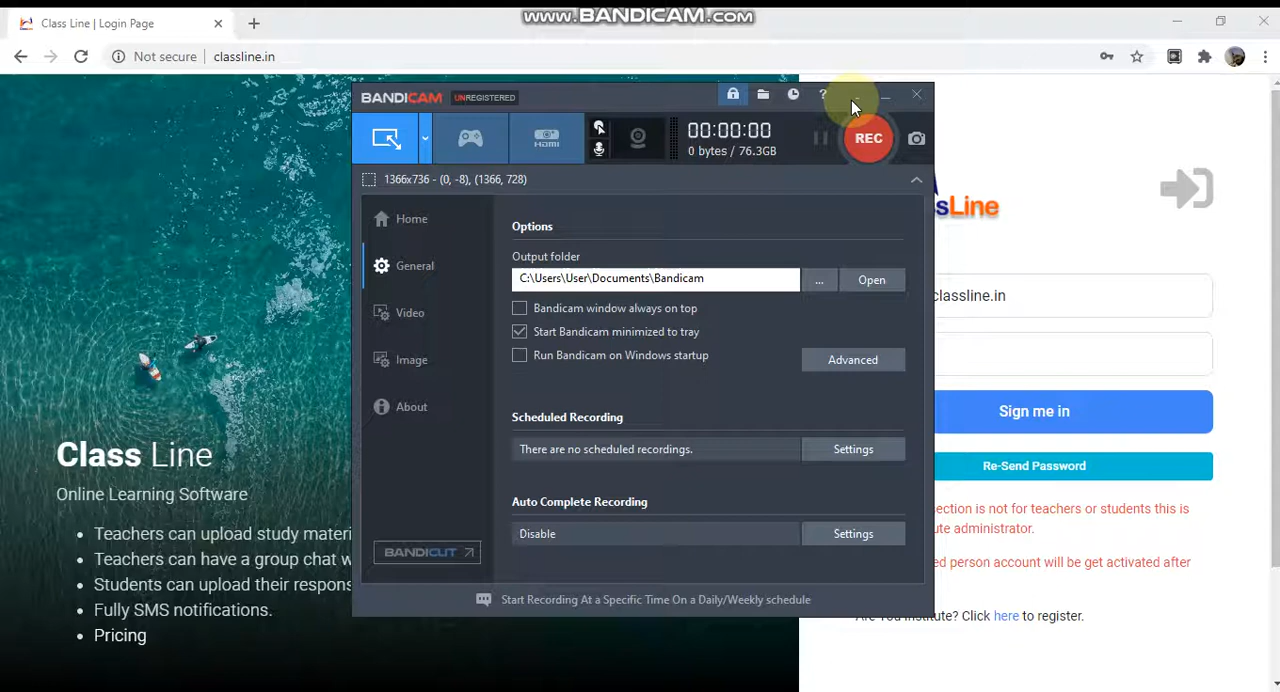 www.BANDICAM.com
Class Line | Login Page
Not secure
classline.in
BANDICAM
UNREGISTERED
HDMI
00:00:00
0 bytes / 76.3GB
REC
1366x736 - (0, -8), (1366, 728)
Home
General
Video
Image
About
BANDICUT
Options
Output folder
C:\Users\User\Documents\Bandicam
...
Open
Bandicam window always on top
Start Bandicam minimized to tray
Run Bandicam on Windows startup
Advanced
Scheduled Recording
There are no scheduled recordings.
Settings
Auto Complete Recording
Disable
Settings
Start Recording At a Specific Time On a Daily/Weekly schedule
Class Line
Online Learning Software
Teachers can upload study materi
Teachers can have a group chat w
Students can upload their respons
Fully SMS notifications.
Pricing
ssLine
classline.in
Sign me in
Re-Send Password
section is not for teachers or students this is
ute administrator.
ed person account will be get activated after
Are You Institute? Click here to register.